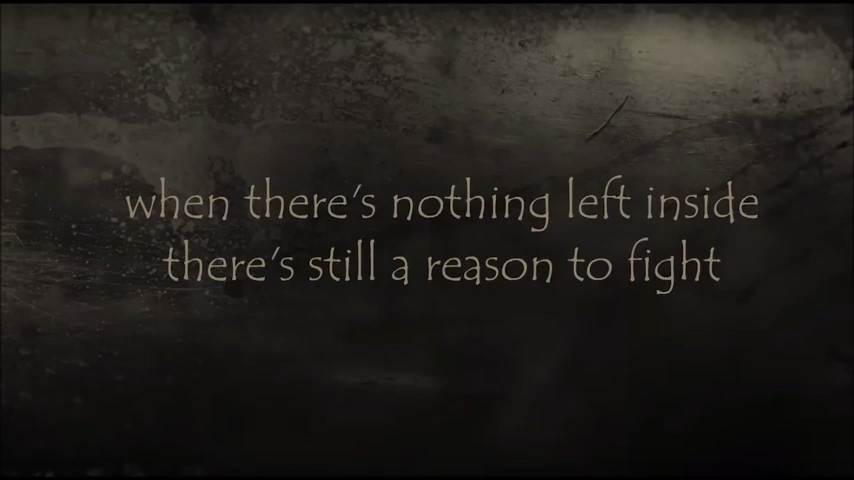 when there's nothing left inside
there's still a reason to fight